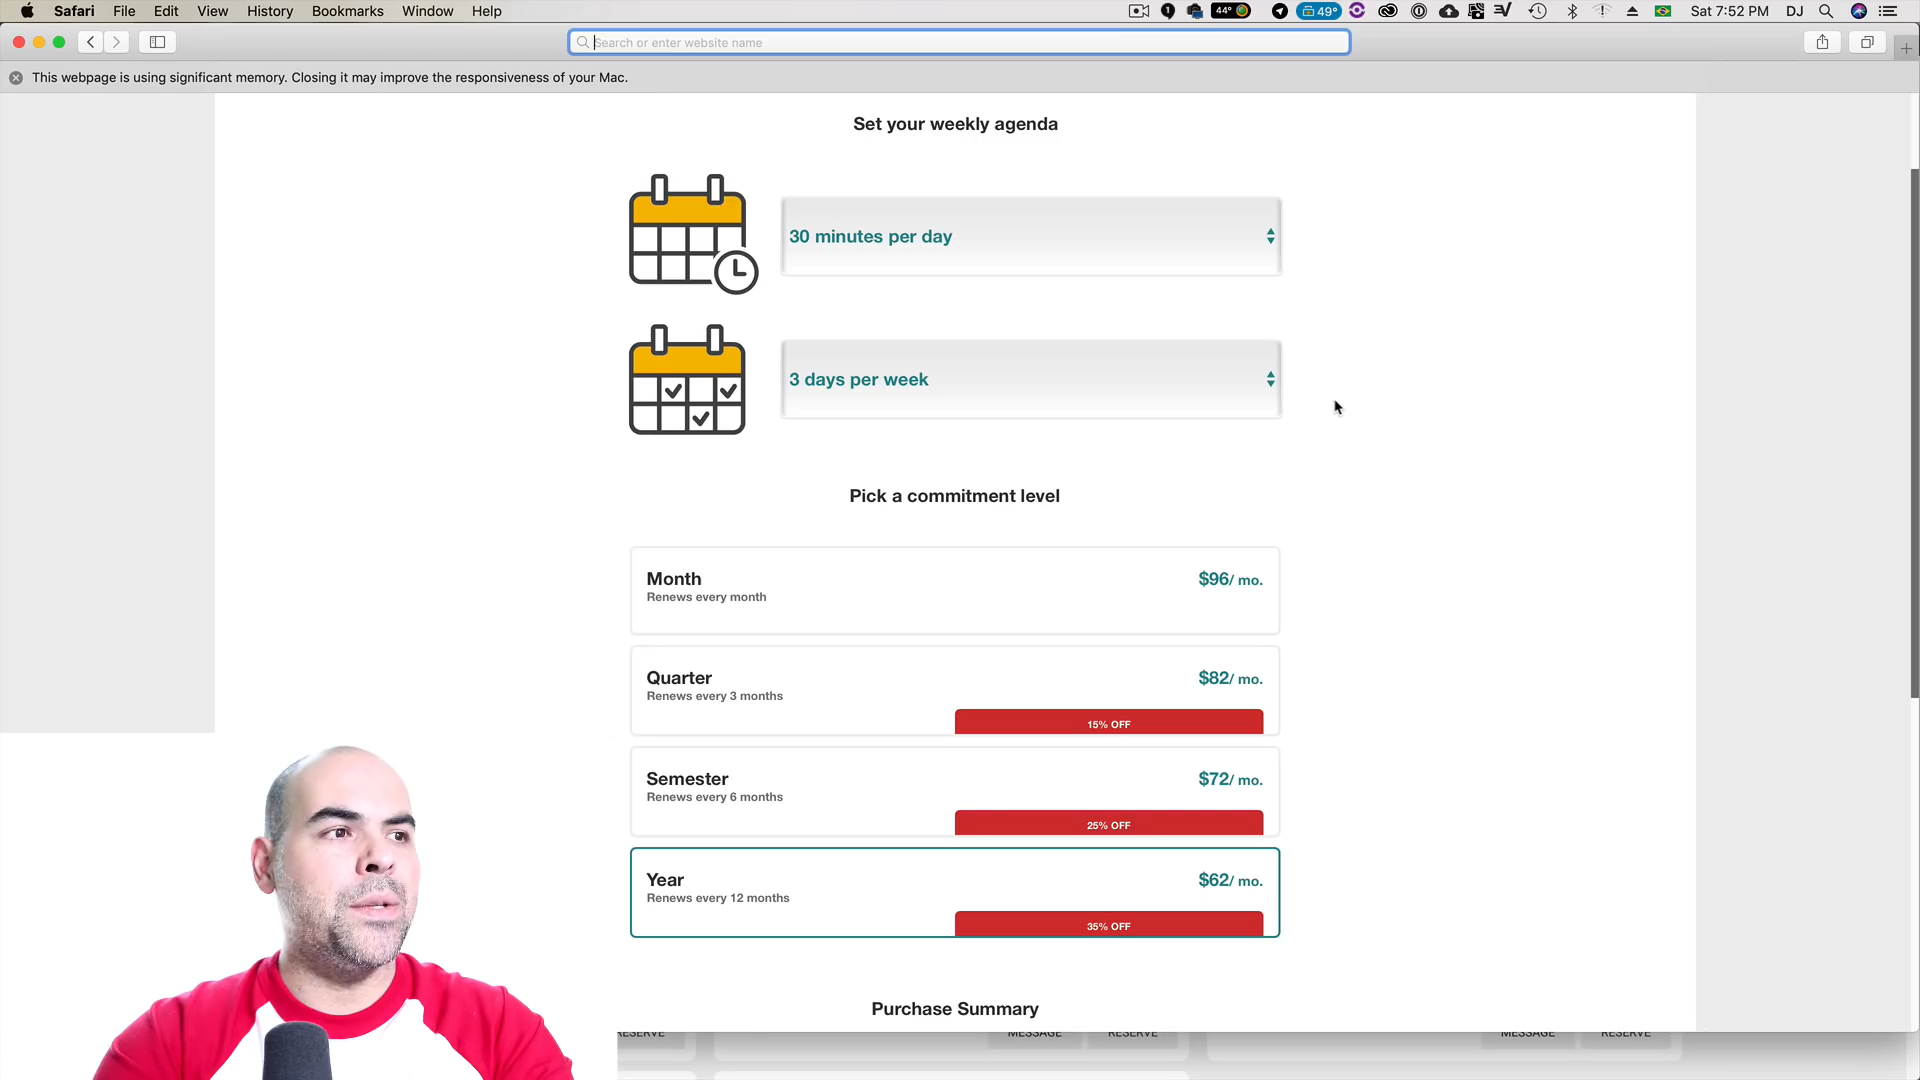 Safari File Edit View History Bookmarks Window Help 44° 49° Sat 7:52 PM DJ
Search or enter website name
This webpage is using significant memory. Closing it may improve the responsiveness of your Mac.
Set your weekly agenda
30 minutes per day
3 days per week
Pick a commitment level
Month $96/ mo.
Renews every month
Quarter $82/ mo.
Renews every 3 months
15% OFF
Semester $72/ mo.
Renews every 6 months
25% OFF
Year $62/ mo.
Renews every 12 months
35% OFF
Purchase Summary
RESERVE MESSAGE RESERVE MESSAGE RESERVE